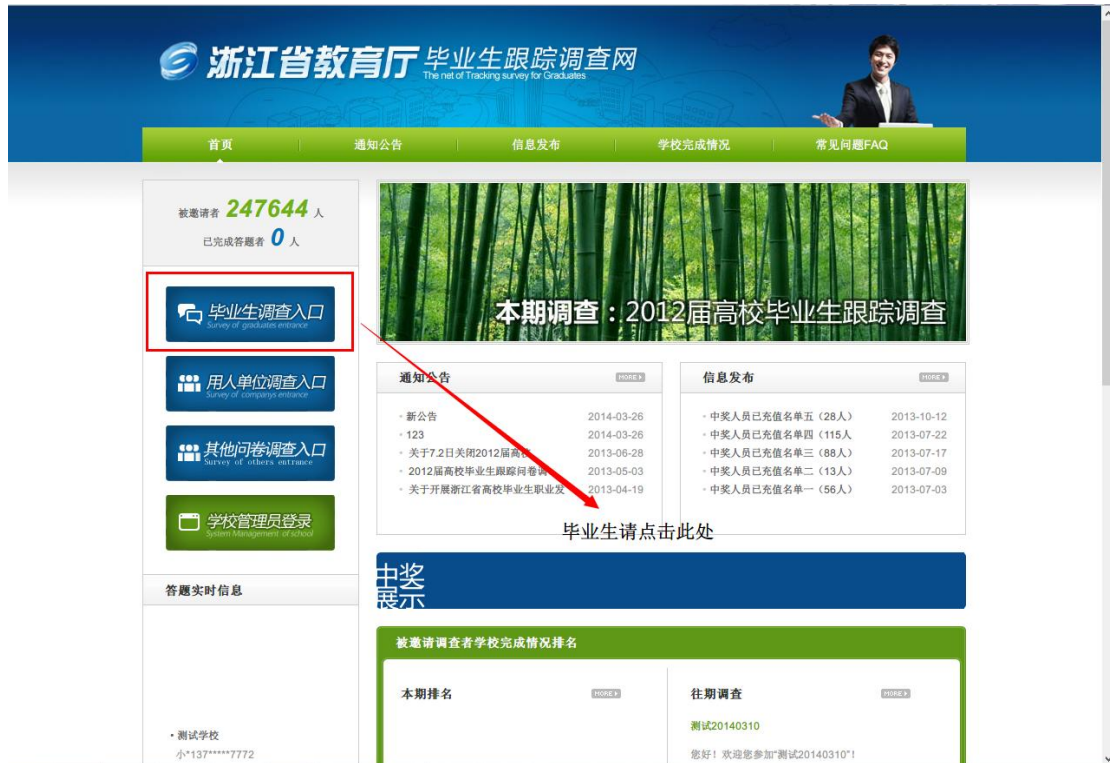 浙江省教育厅 毕业生跟踪调查网
The net of Tracking survey for Graduates
首页 通知公告 信息发布 学校完成情况 常见问题FAQ
被邀请者 247644 人
已完成答题者 0 人
毕业生调查入口
Survey of graduates entrance
用人单位调查入口
Survey of companys entrance
其他问卷调查入口
Survey of others entrance
学校管理员登录
System Management of school
答题实时信息
・测试学校
小*137*****7772
本期调查：2012届高校毕业生跟踪调查
通知公告 MORE
新公告 2014-03-26
123 2014-03-26
关于7.2日关闭2012届高校 2013-06-28
2012届高校毕业生跟踪问卷调 2013-05-03
关于开展浙江省高校毕业生职业发 2013-04-19
信息发布 MORE
中奖人员已充值名单五（28人） 2013-10-12
中奖人员已充值名单四（115人 2013-07-22
中奖人员已充值名单三（88人） 2013-07-17
中奖人员已充值名单二（13人） 2013-07-09
中奖人员已充值名单一（56人） 2013-07-03
毕业生请点击此处
中奖
展示
被邀请调查者学校完成情况排名
本期排名 MORE
往期调查 MORE
测试20140310
您好！欢迎您参加"测试20140310"！